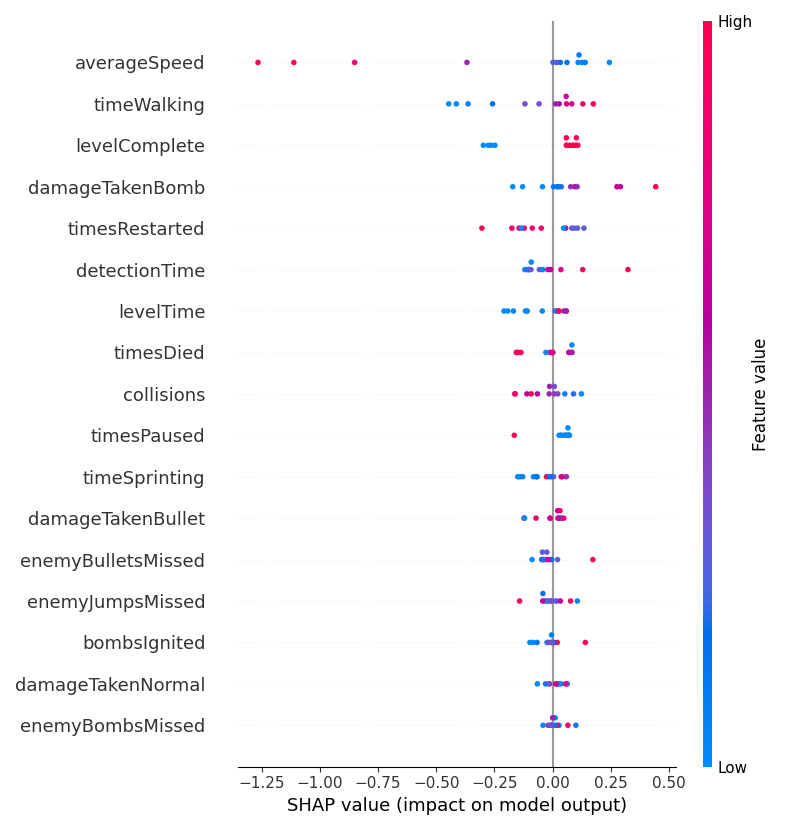 High
averageSpeed
timeWalking
levelComplete
damageTakenBomb
timesRestarted
detectionTime
levelTime
timesDied
collisions
timesPaused
timeSprinting
damageTakenBullet
enemyBulletsMissed
enemyJumpsMissed
bombsIgnited
damageTakenNormal
enemyBombsMissed
Feature value
Low
−1.25 −1.00 −0.75 −0.50 −0.25 0.00 0.25 0.50
SHAP value (impact on model output)